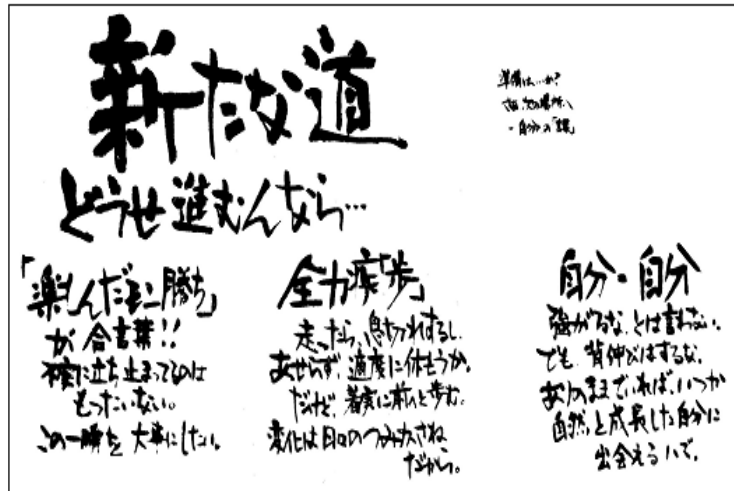 新たな道
どうせ進むんなら…
準備は…か?
「楽しんだモン勝ち」
が合言葉!!
不安に立ち止まってるのは
もったいない。
この一瞬を大事にしたい。
全力疾「歩」
走ったら、息切れするし
あせらず、適度に休もうか。
だけど、着実に前へと歩む。
変化は日々のつみかさね
だから。
自分・自分
強がるな、とは言わない。
でも、背伸びはするな。
ありのままでいれば、いつか
自然と成長した自分に
出会えるハズ。